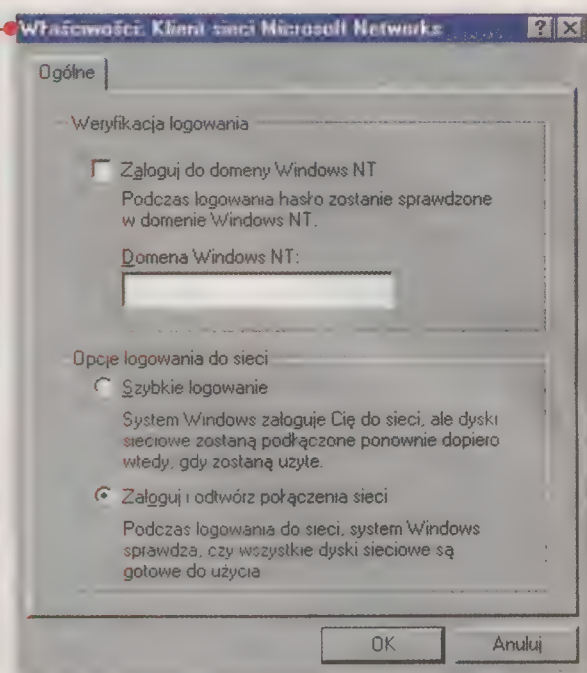 Właściwości: Klient sieci Microsoft Networks
Ogólne
Weryfikacja logowania
Zaloguj do domeny Windows NT
Podczas logowania hasło zostanie sprawdzone
w domenie Windows NT.
Domena Windows NT:
Opcje logowania do sieci
Szybkie logowanie
System Windows zaloguje Cię do sieci, ale dyski
sieciowe zostaną podłączone ponownie dopiero
wtedy, gdy zostaną użyte.
Zaloguj i odtwórz połączenia sieci
Podczas logowania do sieci, system Windows
sprawdza, czy wszystkie dyski sieciowe są
gotowe do użycia
OK
Anuluj